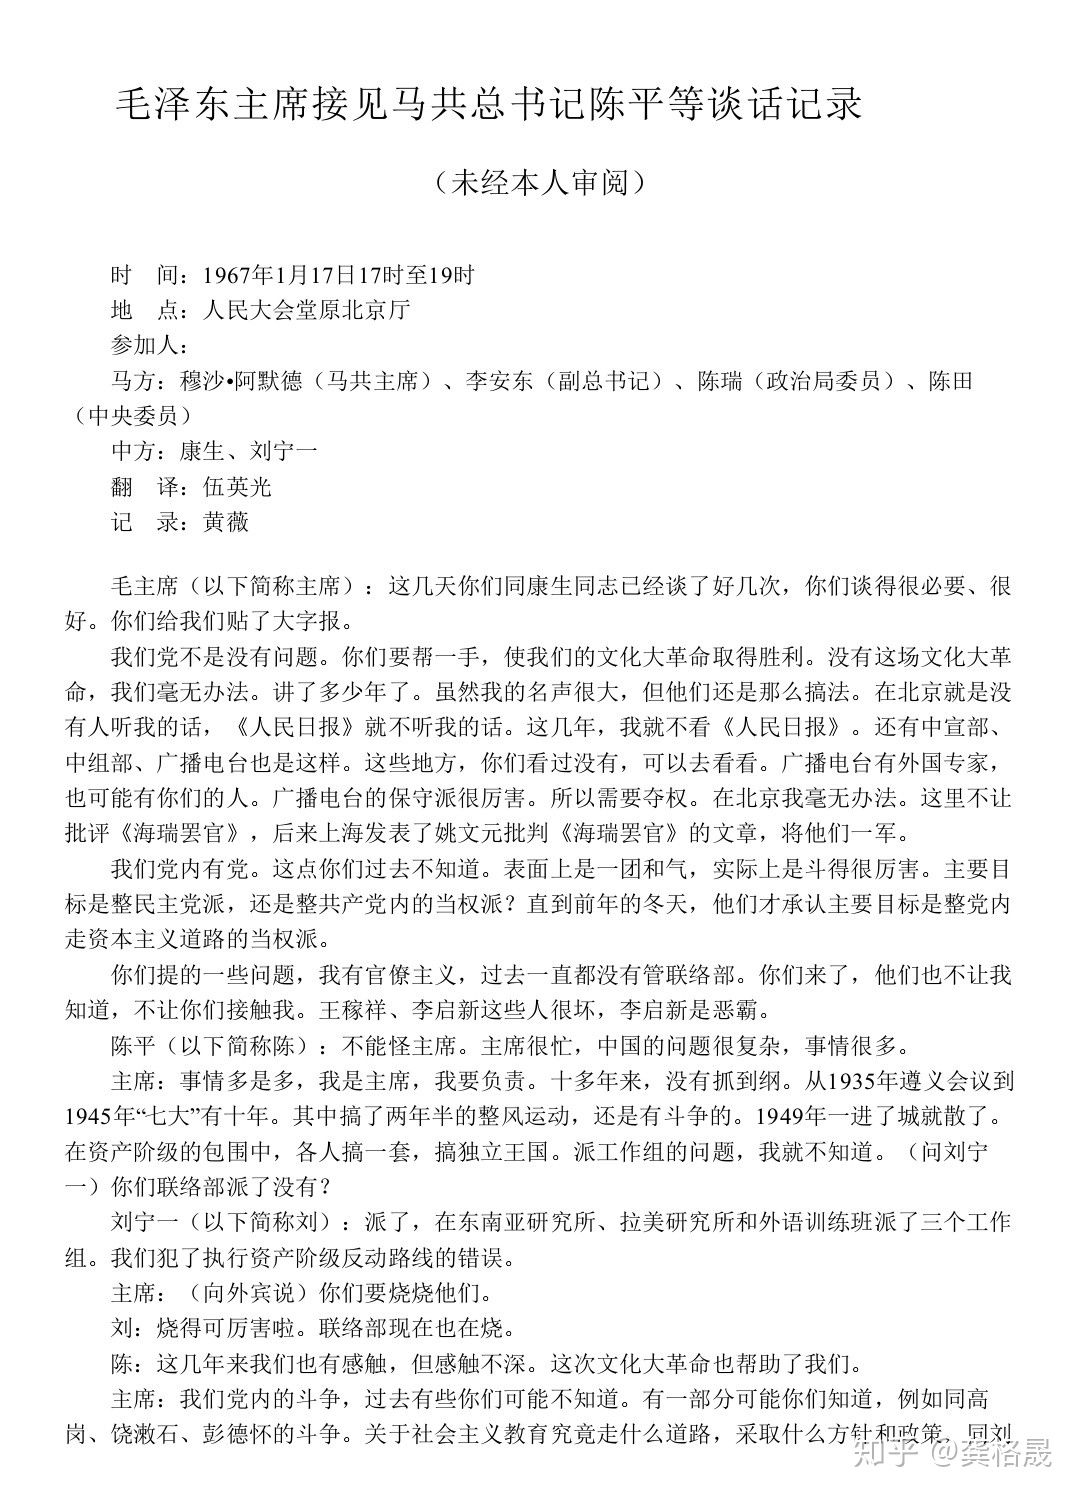 毛泽东主席接见马共总书记陈平等谈话记录
（未经本人审阅）
时　间：1967年1月17日17时至19时
地　点：人民大会堂原北京厅
参加人：
马方：穆沙•阿默德（马共主席）、李安东（副总书记）、陈瑞（政治局委员）、陈田
（中央委员）
中方：康生、刘宁一
翻　译：伍英光
记　录：黄薇
毛主席（以下简称主席）：这几天你们同康生同志已经谈了好几次，你们谈得很必要、很
好。你们给我们贴了大字报。
我们党不是没有问题。你们要帮一手，使我们的文化大革命取得胜利。没有这场文化大革
命，我们毫无办法。讲了多少年了。虽然我的名声很大，但他们还是那么搞法。在北京就是没
有人听我的话，《人民日报》就不听我的话。这几年，我就不看《人民日报》。还有中宣部、
中组部、广播电台也是这样。这些地方，你们看过没有，可以去看看。广播电台有外国专家，
也可能有你们的人。广播电台的保守派很厉害。所以需要夺权。在北京我毫无办法。这里不让
批评《海瑞罢官》，后来上海发表了姚文元批判《海瑞罢官》的文章，将他们一军。
我们党内有党。这点你们过去不知道。表面上是一团和气，实际上是斗得很厉害。主要目
标是整民主党派，还是整共产党内的当权派？直到前年的冬天，他们才承认主要目标是整党内
走资本主义道路的当权派。
你们提的一些问题，我有官僚主义，过去一直都没有管联络部。你们来了，他们也不让我
知道，不让你们接触我。王稼祥、李启新这些人很坏，李启新是恶霸。
陈平（以下简称陈）：不能怪主席。主席很忙，中国的问题很复杂，事情很多。
主席：事情多是多，我是主席，我要负责。十多年来，没有抓到纲。从1935年遵义会议到
1945年“七大”有十年。其中搞了两年半的整风运动，还是有斗争的。1949年一进了城就散了。
在资产阶级的包围中，各人搞一套，搞独立王国。派工作组的问题，我就不知道。（问刘宁
一）你们联络部派了没有？
刘宁一（以下简称刘）：派了，在东南亚研究所、拉美研究所和外语训练班派了三个工作
组。我们犯了执行资产阶级反动路线的错误。
主席：（向外宾说）你们要烧烧他们。
刘：烧得可厉害啦。联络部现在也在烧。
陈：这几年来我们也有感触，但感触不深。这次文化大革命也帮助了我们。
主席：我们党内的斗争，过去有些你们可能不知道。有一部分可能你们知道，例如同高
岗、饶漱石、彭德怀的斗争。关于社会主义教育究竟走什么道路，采取什么方针和政策，同刘
知乎 @龚格晟